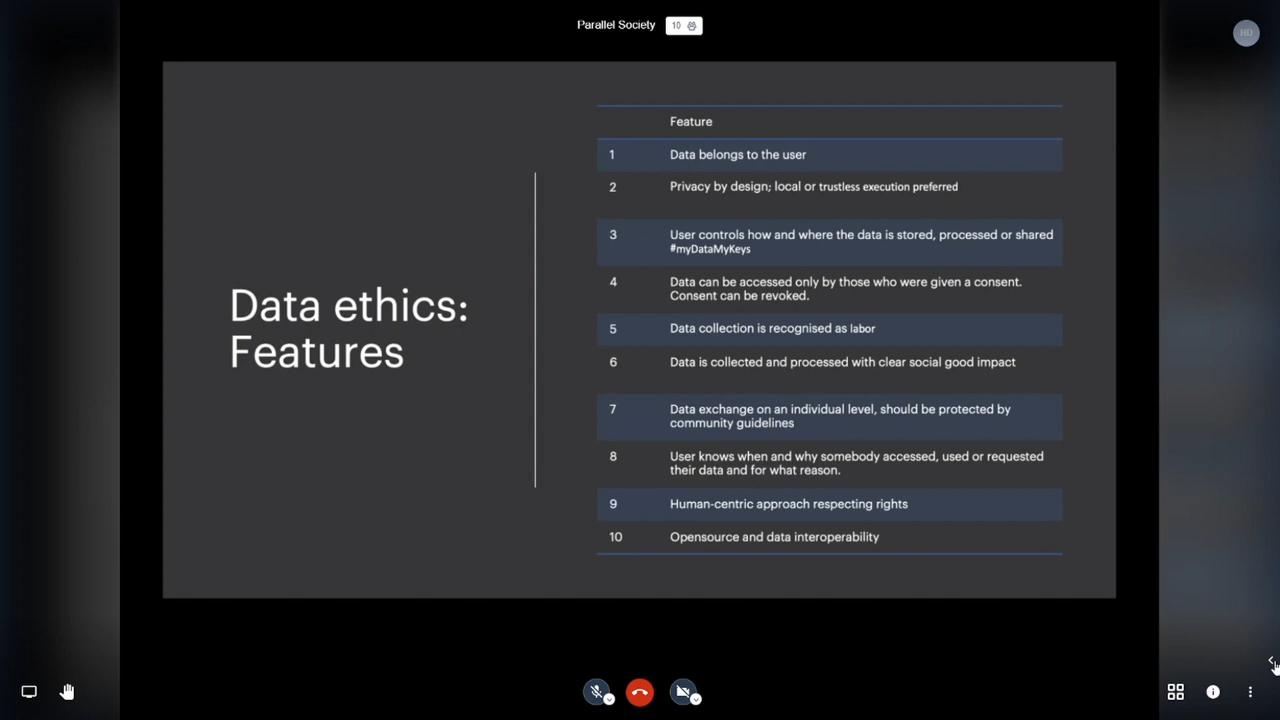 Parallel Society 10
HD
Data ethics:
Features
Feature
1 Data belongs to the user
2 Privacy by design; local or trustless execution preferred
3 User controls how and where the data is stored, processed or shared
#myDataMyKeys
4 Data can be accessed only by those who were given a consent.
Consent can be revoked.
5 Data collection is recognised as labor
6 Data is collected and processed with clear social good impact
7 Data exchange on an individual level, should be protected by
community guidelines
8 User knows when and why somebody accessed, used or requested
their data and for what reason.
9 Human-centric approach respecting rights
10 Opensource and data interoperability